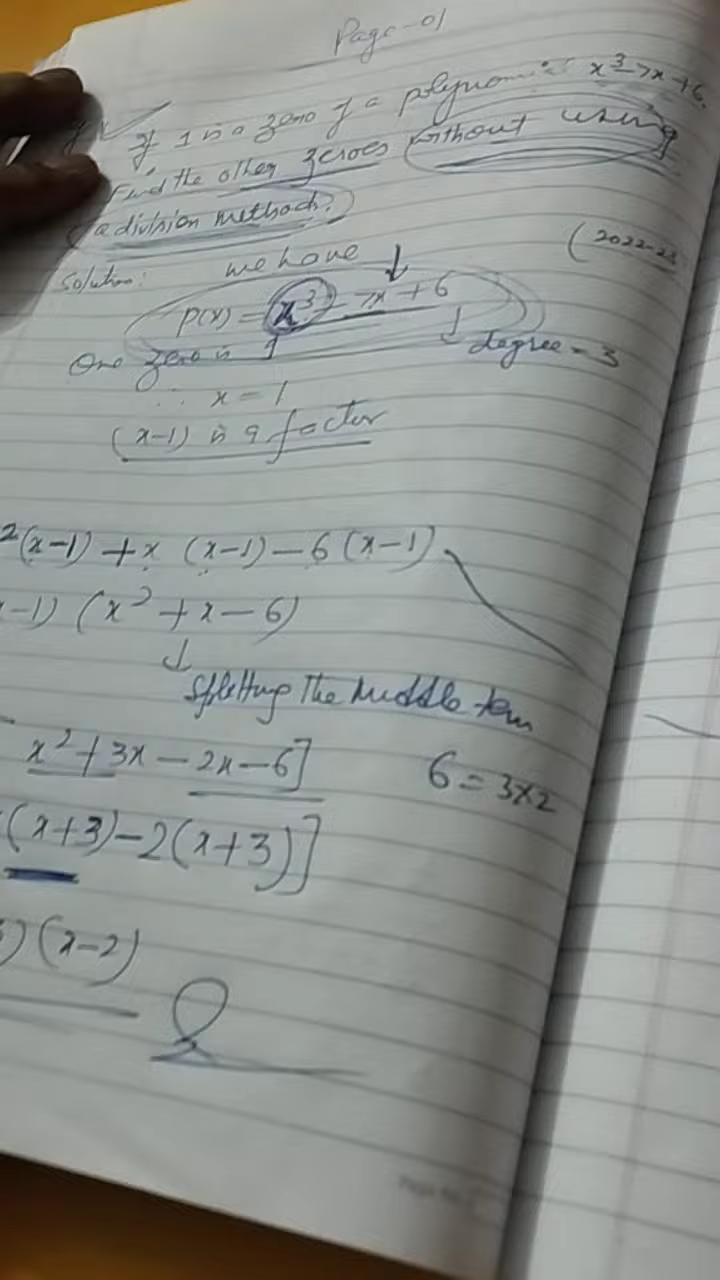 Page-01
If 1 is a zero of a polynomial x³-7x+6.
Find the other zeroes without using
a division method?
(2022-23
Solution: we have
P(x) = x³ - 7x + 6
One zero is 1
degree = 3
∴ x = 1
(x-1) is a factor
²(x-1) + x (x-1) - 6 (x-1)
-1) (x² + x - 6)
Splitting the middle term
x² + 3x - 2x - 6]
6 = 3×2
(x+3) - 2(x+3)]
) (x-2)